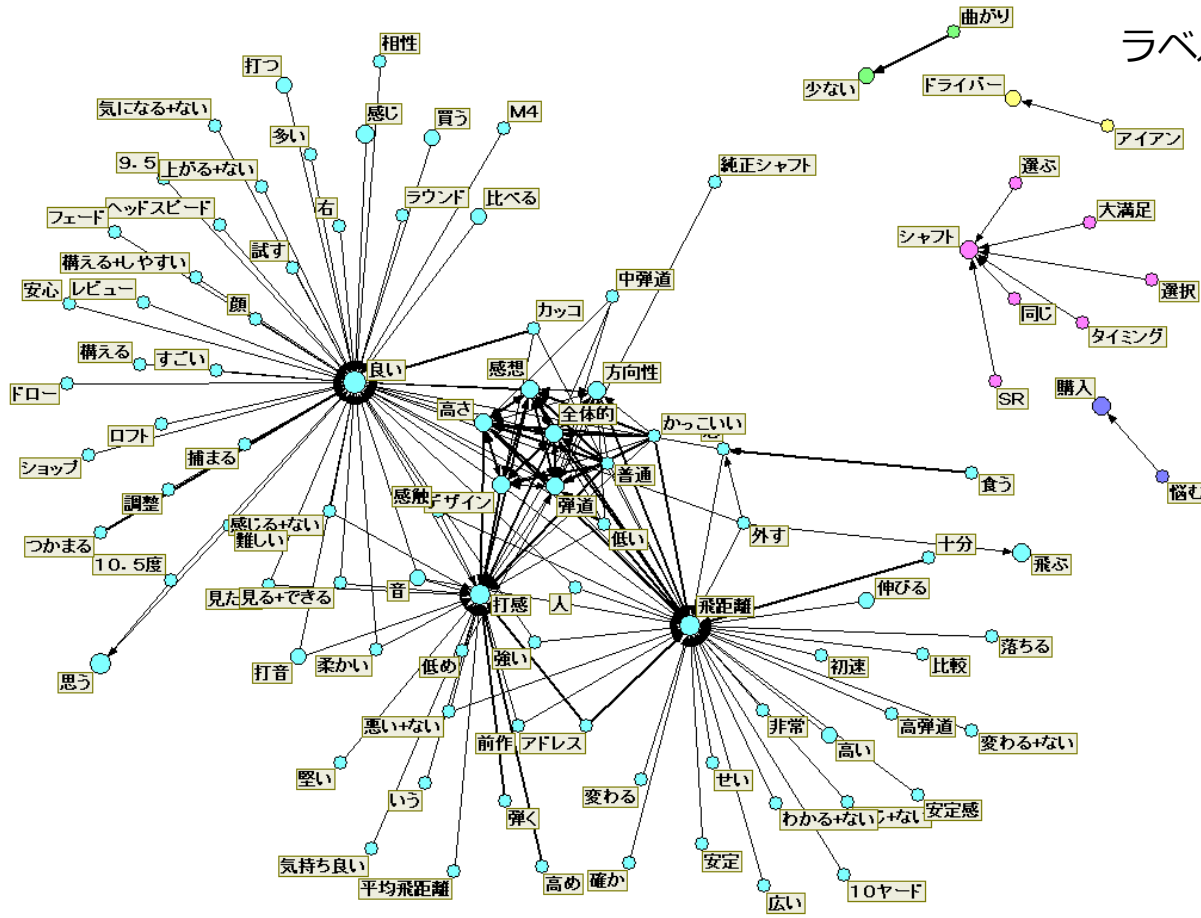 曲がり
ラベ
相性
打つ
少ない
ドライバー
アイアン
気になる+ない
感じ
買う
M4
多い
9.5
上がる+ない
純正シャフト
選ぶ
大満足
フェード
ヘッドスピード
右
ラウンド
比べる
シャフト
構える+しやすい
試す
中弾道
選択
安心
レビュー
顔
カッコ
同じ
タイミング
構える
すごい
良い
感想
方向性
ドロー
高さ
全体的
かっこいい
SR
購入
ロフト
ショップ
捕まる
普通
食う
悩む
調整
感触
デザイン
弾道
つかまる
感じる+ない
難しい
低い
外す
十分
飛ぶ
10.5度
見る+できる
音
打感
人
飛距離
伸びる
思う
打音
柔かい
低め
強い
初速
比較
落ちる
悪い+ない
前作
アドレス
非常
高い
高弾道
変わる+ない
堅い
いう
弾く
変わる
せい
わかる+ない
安定感
気持ち良い
平均飛距離
高め
確か
安定
広い
10ヤード